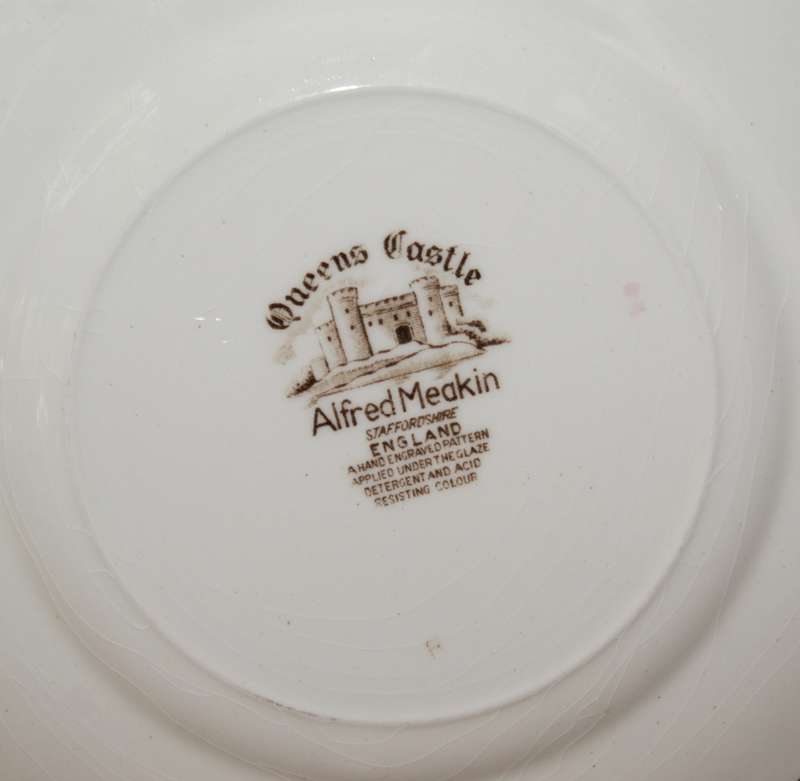 Queens Castle
Alfred Meakin
STAFFORDSHIRE
ENGLAND
A HAND ENGRAVED PATTERN
APPLIED UNDER THE GLAZE
DETERGENT AND ACID
RESISTING COLOUR